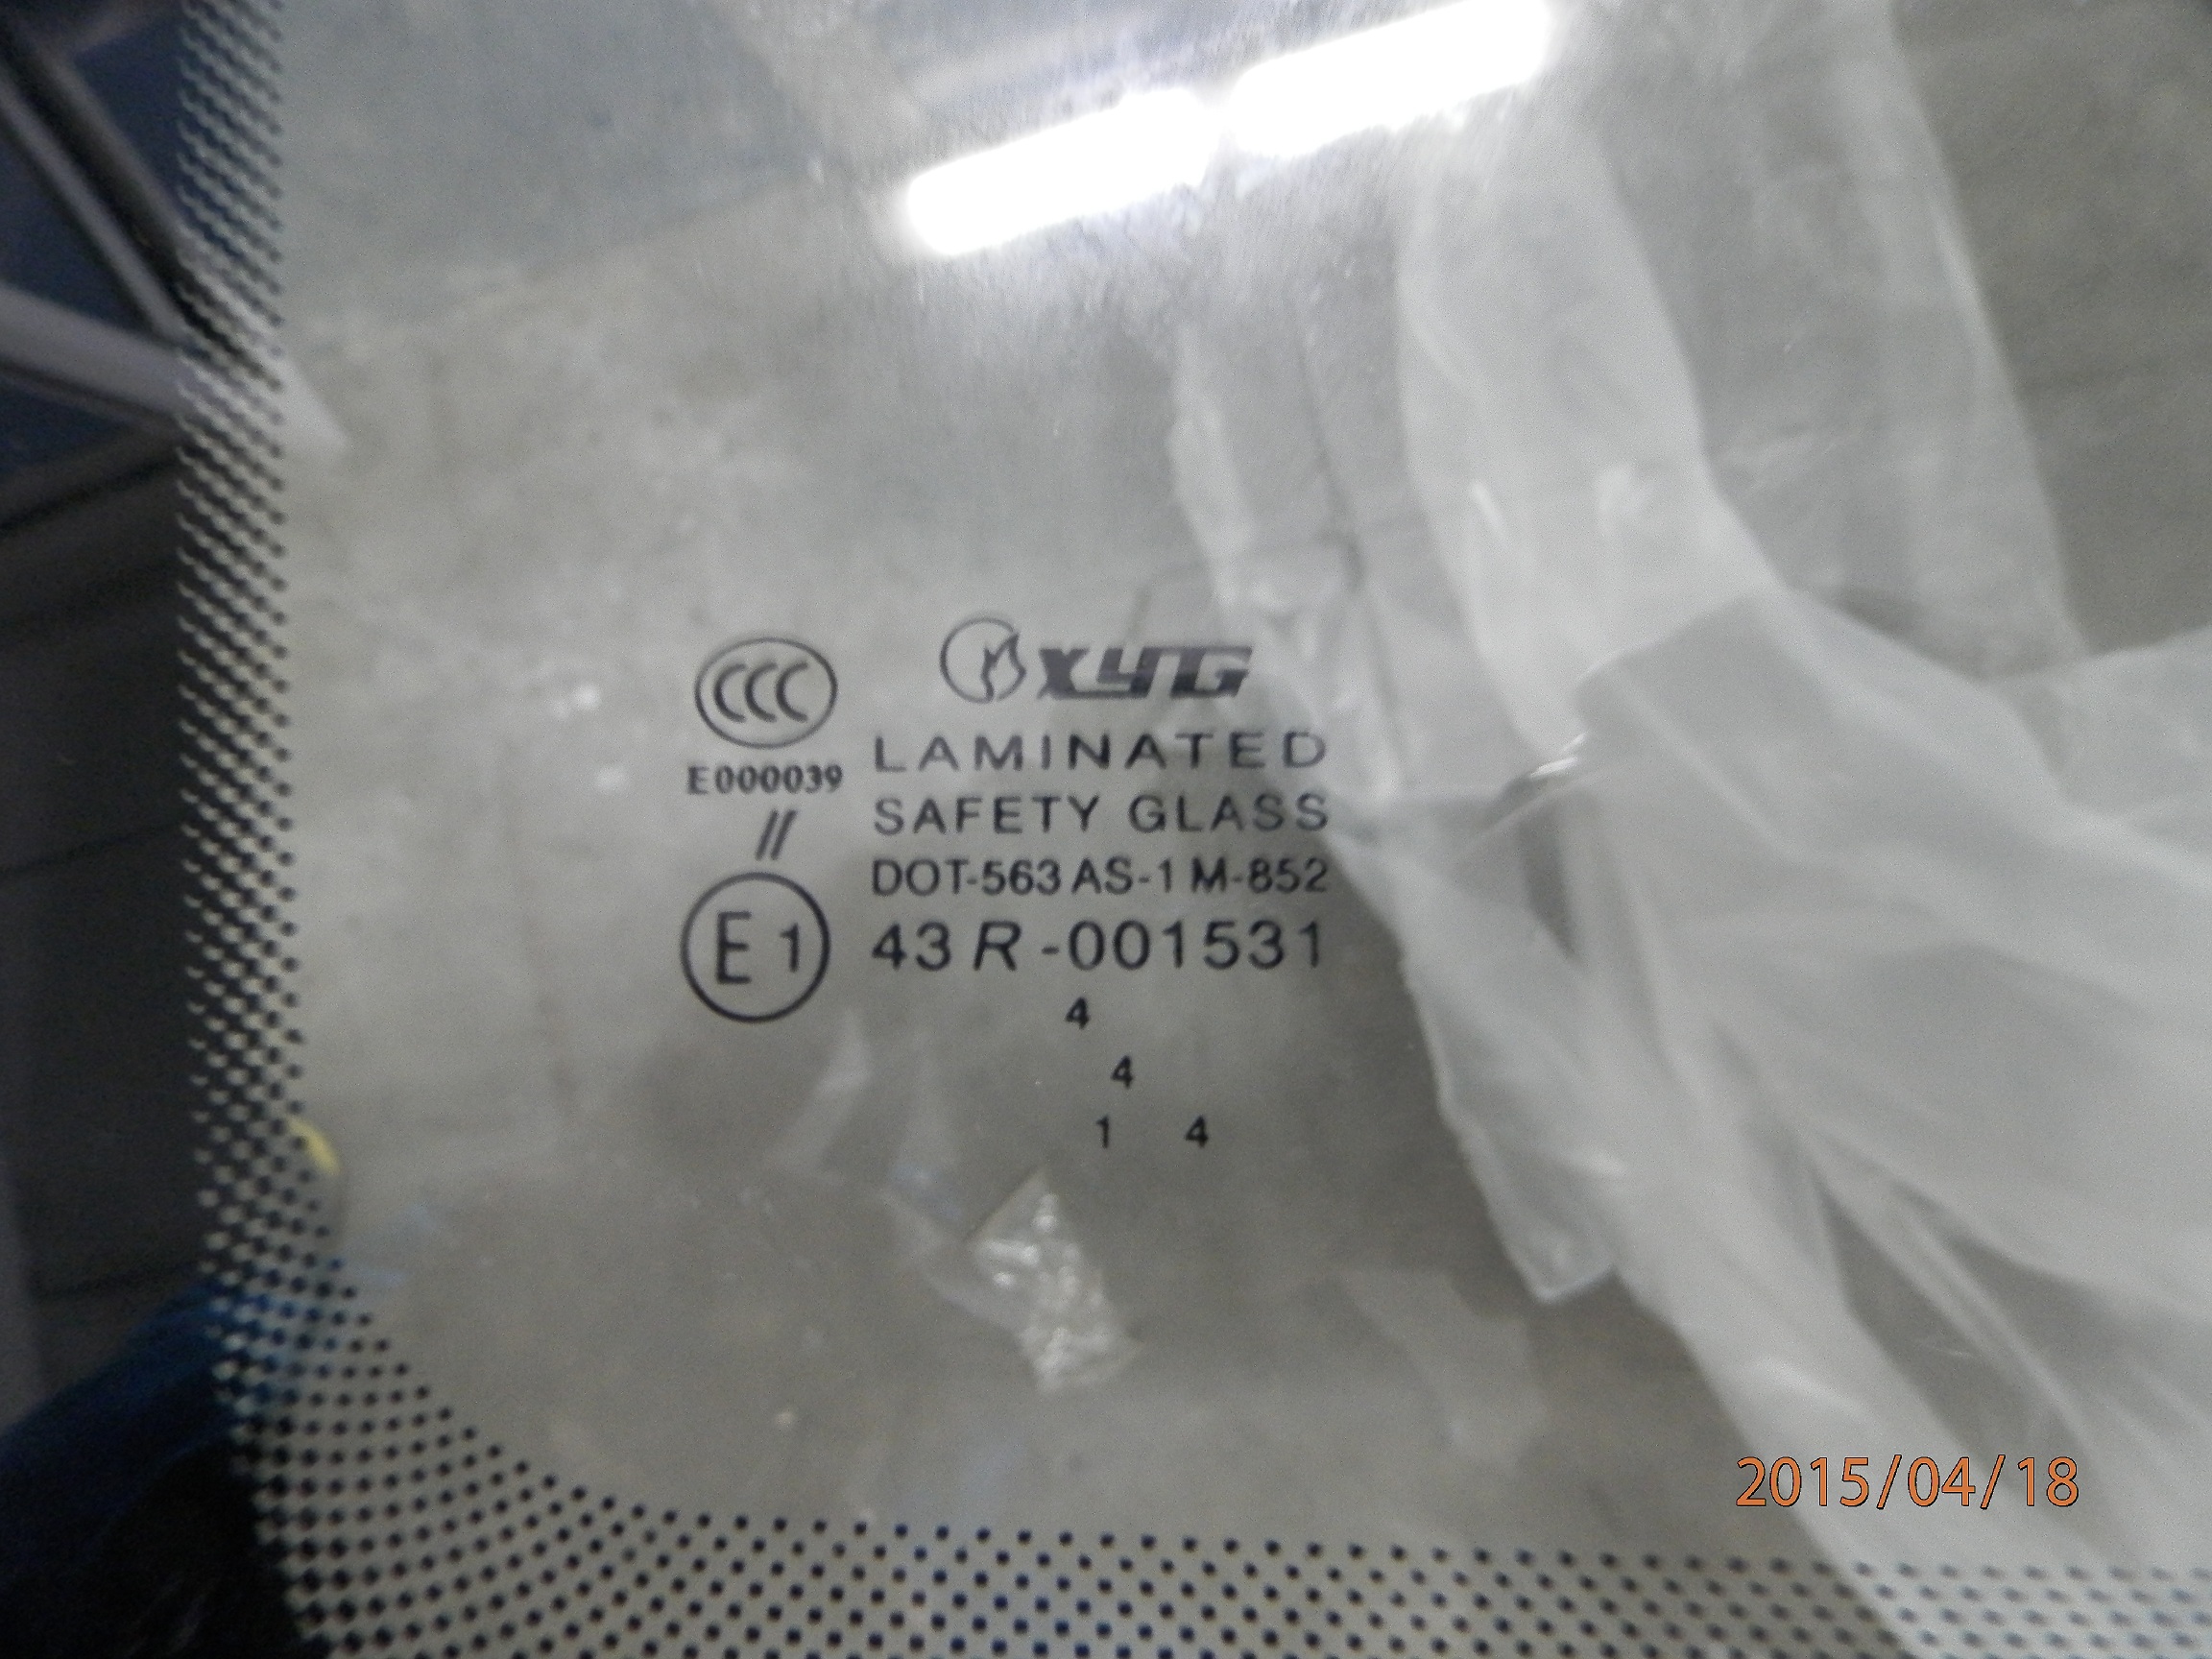 CCC
XYG
E000039
LAMINATED
SAFETY GLASS
//
DOT-563 AS-1 M-852
E1
43 R -001531
4
4
1 4
2015/04/18